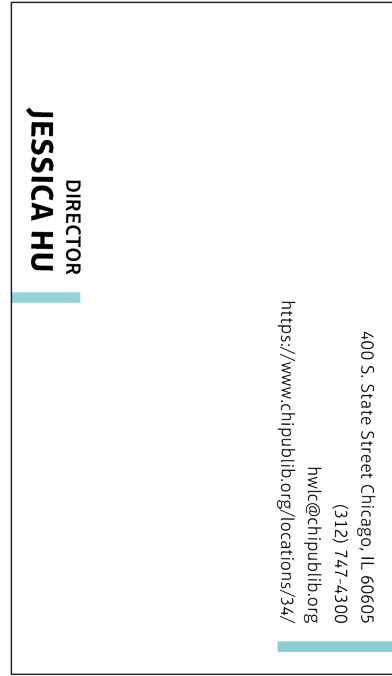 400 S. State Street Chicago, IL 60605
(312) 747-4300
hwlc@chipublib.org
https://www.chipublib.org/locations/34/
DIRECTOR
JESSICA HU